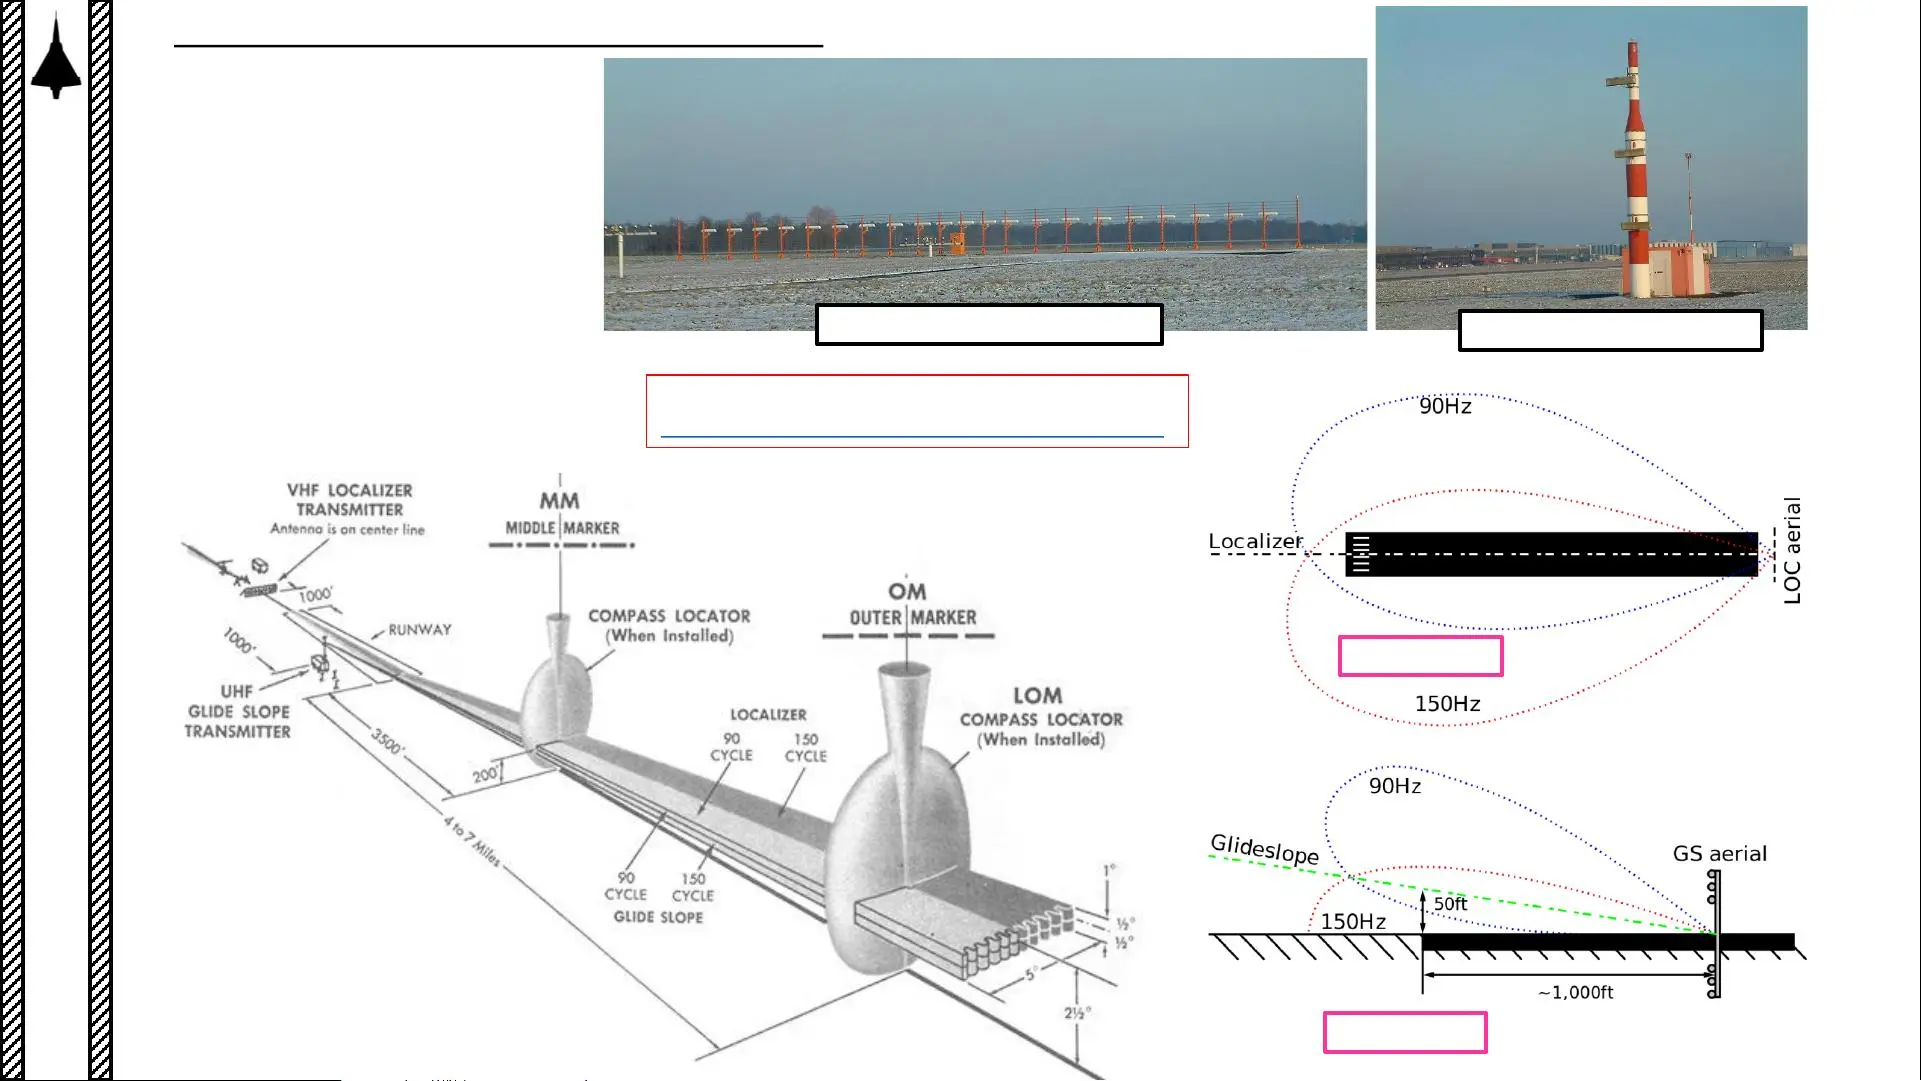 90Hz
Localizer
LOC aerial
150Hz
VHF LOCALIZER
TRANSMITTER
Antenna is on center line
MM
MIDDLE MARKER
1000'
RUNWAY
1000'
COMPASS LOCATOR
(When Installed)
OM
OUTER MARKER
UHF
GLIDE SLOPE
TRANSMITTER
3500'
200'
4 to 7 Miles
LOCALIZER
90
CYCLE
150
CYCLE
LOM
COMPASS LOCATOR
(When Installed)
90
CYCLE
150
CYCLE
GLIDE SLOPE
1°
½°
½°
5°
2½°
90Hz
Glideslope
GS aerial
50ft
150Hz
~1,000ft